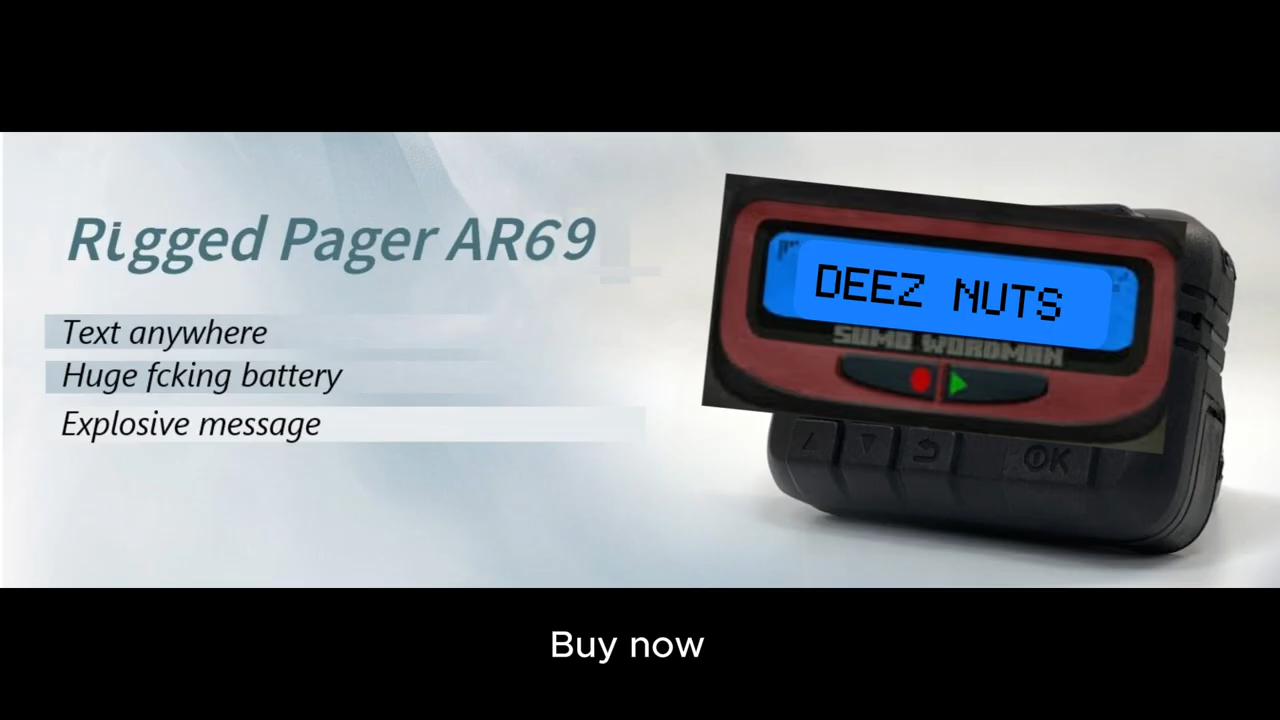 Rigged Pager AR69
Text anywhere
Huge fcking battery
Explosive message
DEEZ NUTS
SUMO WORDMAN
OK
Buy now